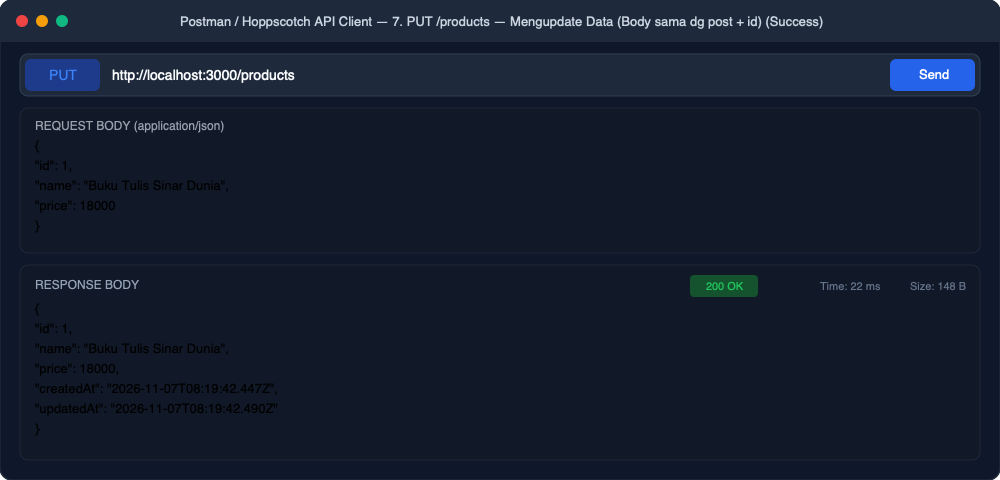 Postman / Hoppscotch API Client — 7. PUT /products — Mengupdate Data (Body sama dg post + id) (Success)
PUT http://localhost:3000/products Send
REQUEST BODY (application/json)
{
"id": 1,
"name": "Buku Tulis Sinar Dunia",
"price": 18000
}
RESPONSE BODY 200 OK Time: 22 ms Size: 148 B
{
"id": 1,
"name": "Buku Tulis Sinar Dunia",
"price": 18000,
"createdAt": "2026-11-07T08:19:42.447Z",
"updatedAt": "2026-11-07T08:19:42.490Z"
}